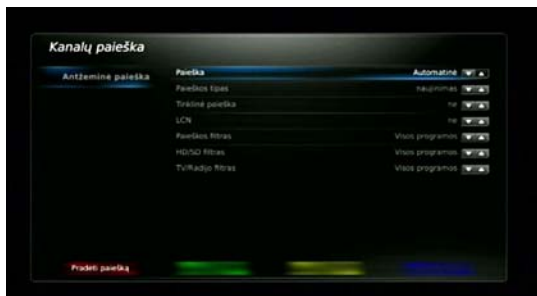 Kanalų paieška
Antžeminė paieška
Paieška Automatinė
Paieškos tipas naujinimas
Tinklinė paieška ne
LCN ne
Paieškos filtras Visos programos
HD/SD filtras Visos programos
TV/Radijo filtras Visos programos
Pradėti paiešką